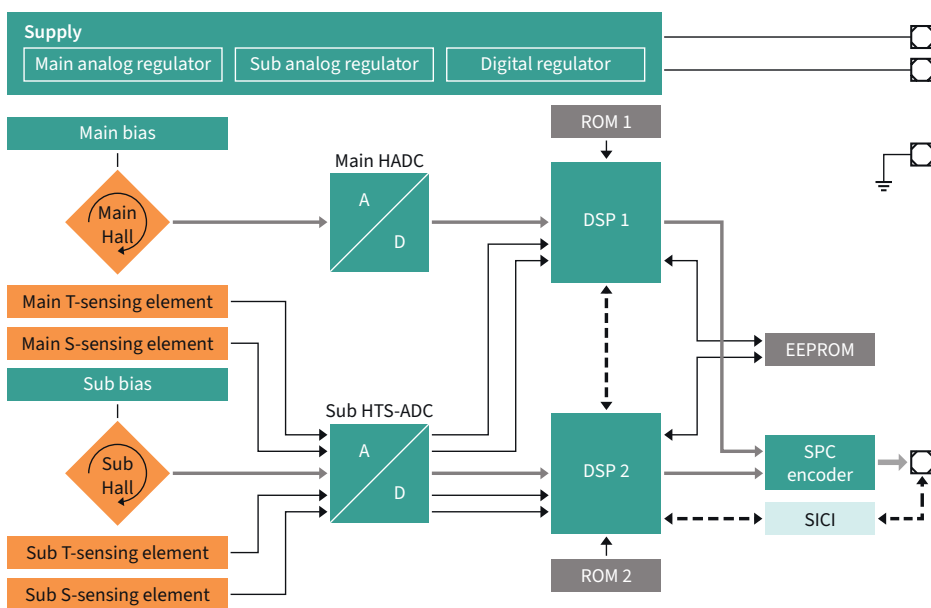 Supply
Main analog regulator
Sub analog regulator
Digital regulator
Main bias
ROM 1
Main HADC
A
D
Main
Hall
DSP 1
Main T-sensing element
Main S-sensing element
EEPROM
Sub bias
Sub HTS-ADC
A
D
Sub
Hall
DSP 2
SPC
encoder
SICI
Sub T-sensing element
ROM 2
Sub S-sensing element